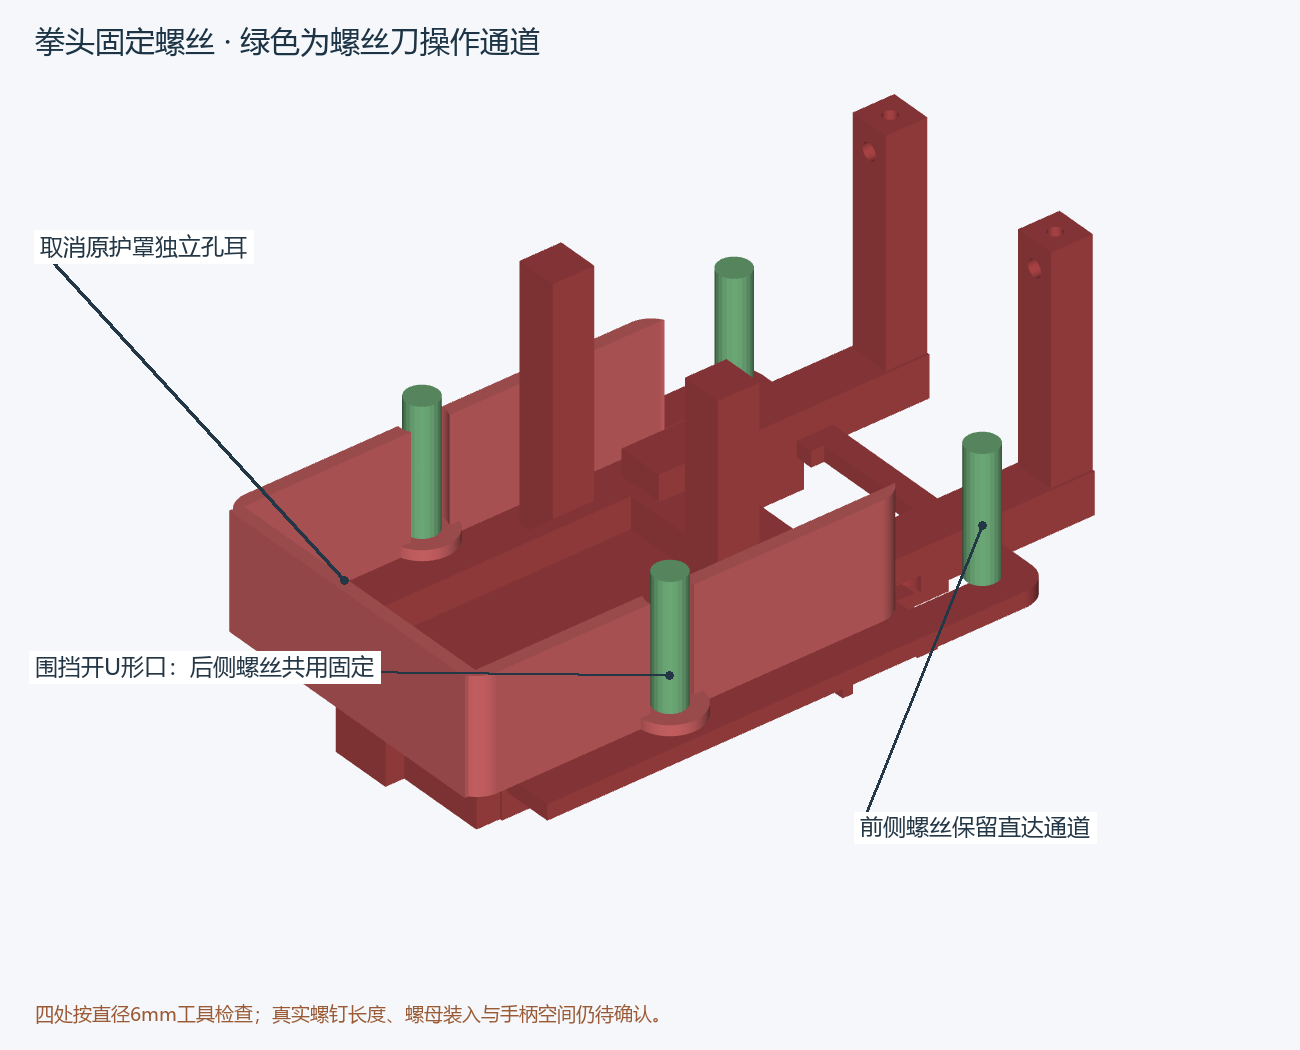 拳头固定螺丝 · 绿色为螺丝刀操作通道
取消原护罩独立孔耳
围挡开U形口：后侧螺丝共用固定
前侧螺丝保留直达通道
四处按直径6mm工具检查；真实螺钉长度、螺母装入与手柄空间仍待确认。